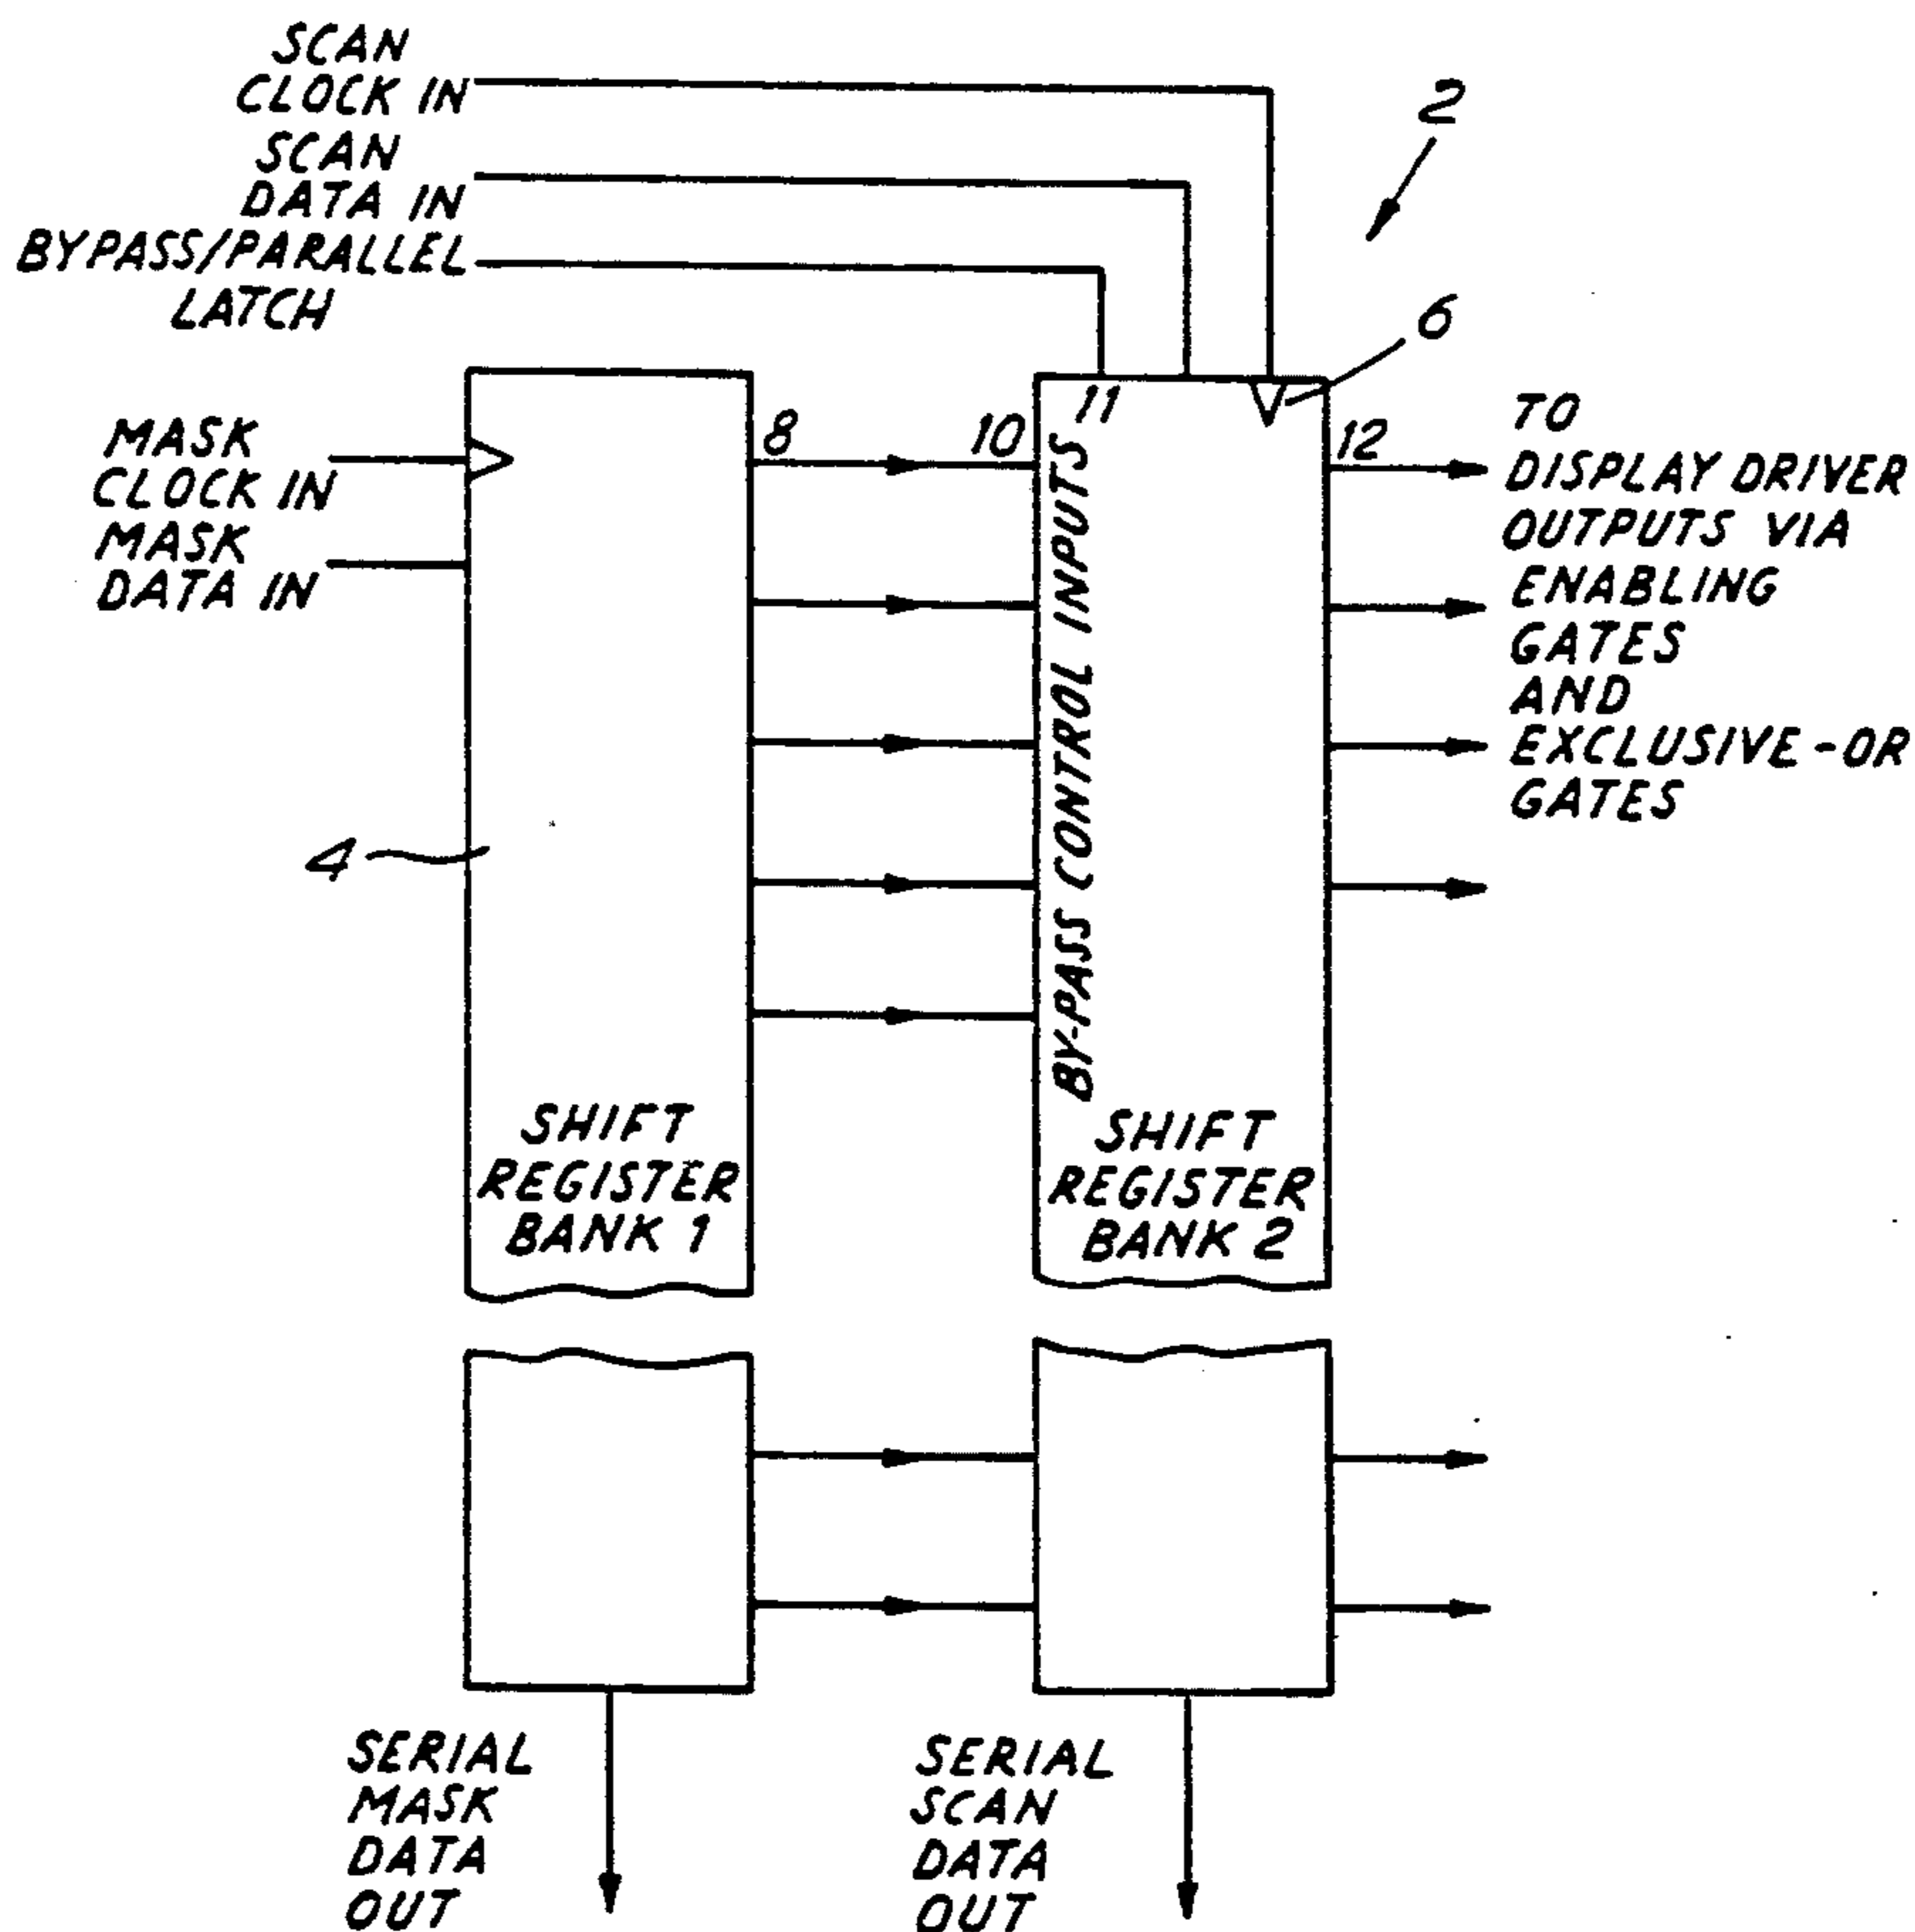 SCAN
CLOCK IN
SCAN
DATA IN
BYPASS/PARALLEL
LATCH
2
6
MASK
CLOCK IN
MASK
DATA IN
8
10
11
12
TO
DISPLAY DRIVER
OUTPUTS VIA
ENABLING
GATES
AND
EXCLUSIVE-OR
GATES
BY-PASS CONTROL INPUTS
4
SHIFT
REGISTER
BANK 1
SHIFT
REGISTER
BANK 2
SERIAL
MASK
DATA
OUT
SERIAL
SCAN
DATA
OUT